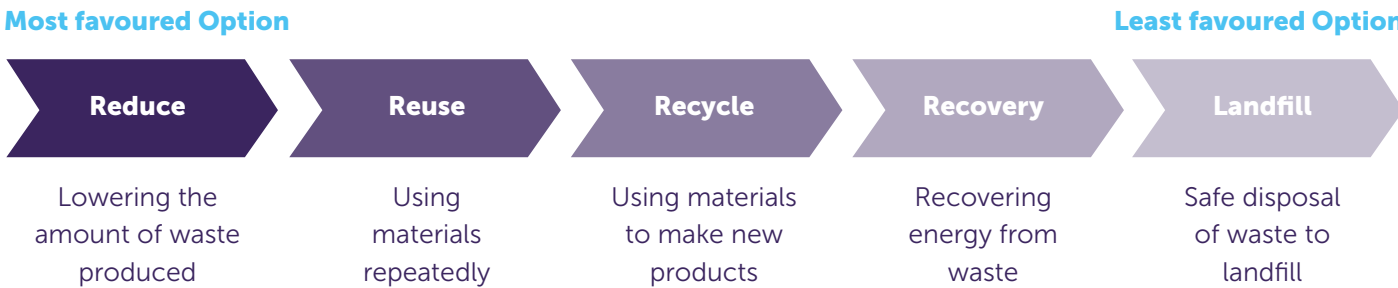 Most favoured Option
Least favoured Option
Reduce
Reuse
Recycle
Recovery
Landfill
Lowering the
amount of waste
produced
Using
materials
repeatedly
Using materials
to make new
products
Recovering
energy from
waste
Safe disposal
of waste to
landfill